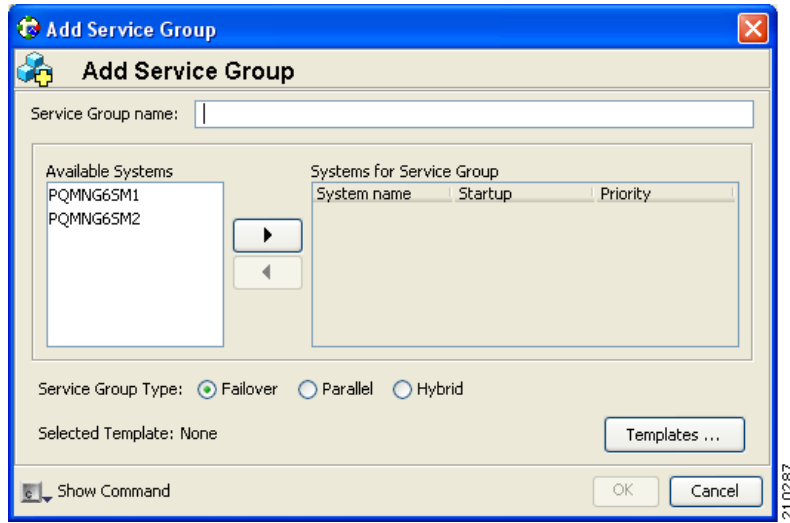 Add Service Group
Add Service Group
Service Group name:
Available Systems
PQMNG6SM1
PQMNG6SM2
Systems for Service Group
System name Startup Priority
Service Group Type: Failover Parallel Hybrid
Selected Template: None
Templates ...
Show Command
OK Cancel
210287